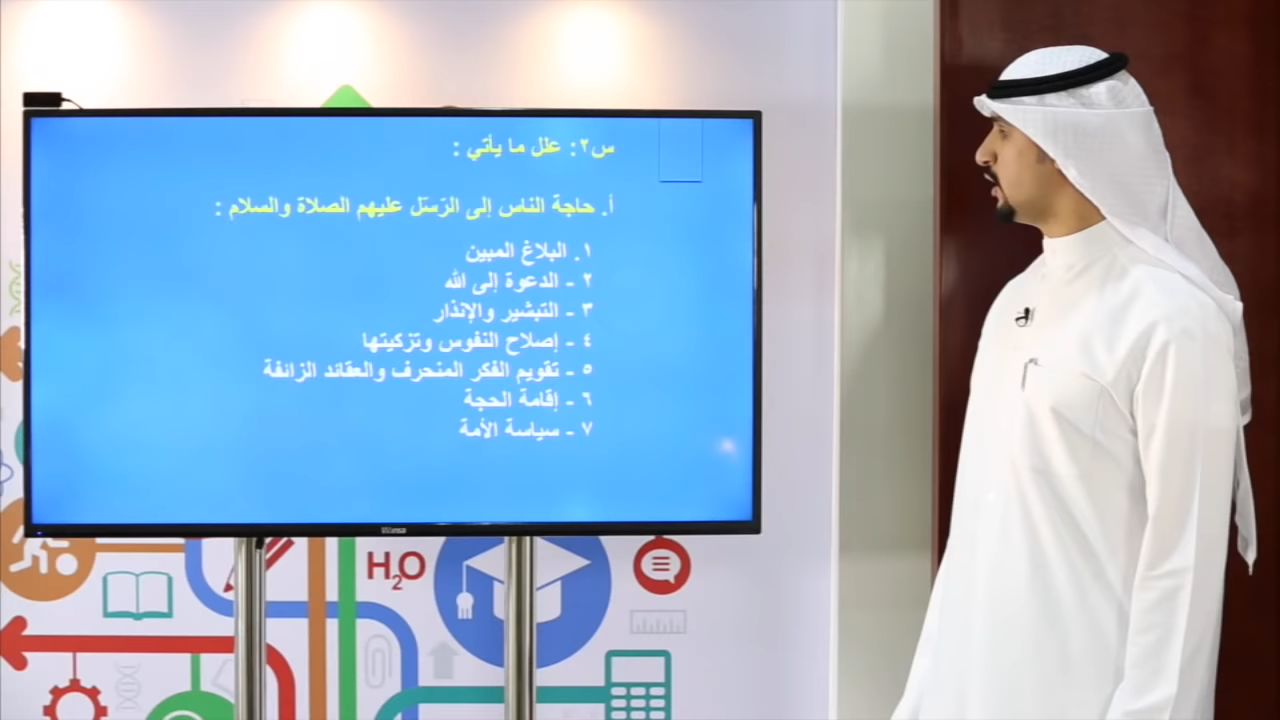 س٢: علل ما يأتي :
أ. حاجة الناس إلى الرّسّل عليهم الصلاة والسلام :
١. البلاغ المبين
٢ - الدعوة إلى الله
٣ - التبشير والإنذار
٤ - إصلاح النفوس وتزكيتها
٥ - تقويم الفكر المنحرف والعقائد الزائفة
٦ - إقامة الحجة
٧ - سياسة الأمة
Wansa
H2O